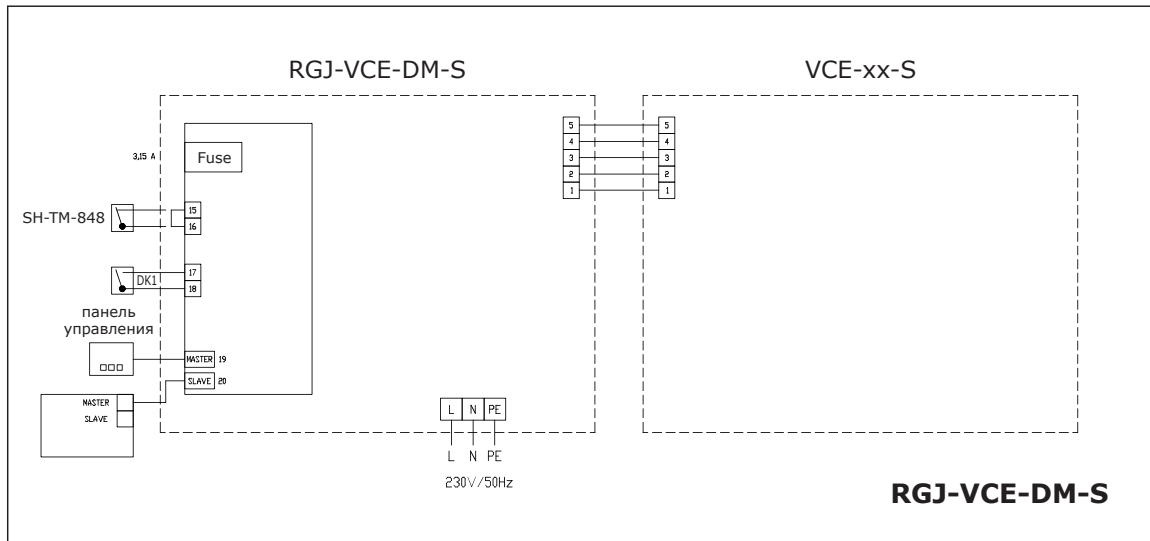 RGJ-VCE-DM-S
VCE-xx-S
3,15 A
Fuse
5 5
4 4
3 3
2 2
1 1
SH-TM-848
15
16
DK1
17
18
панель
управления
MASTER 19
SLAVE 20
MASTER
SLAVE
L N PE
L N PE
230V/50Hz
RGJ-VCE-DM-S